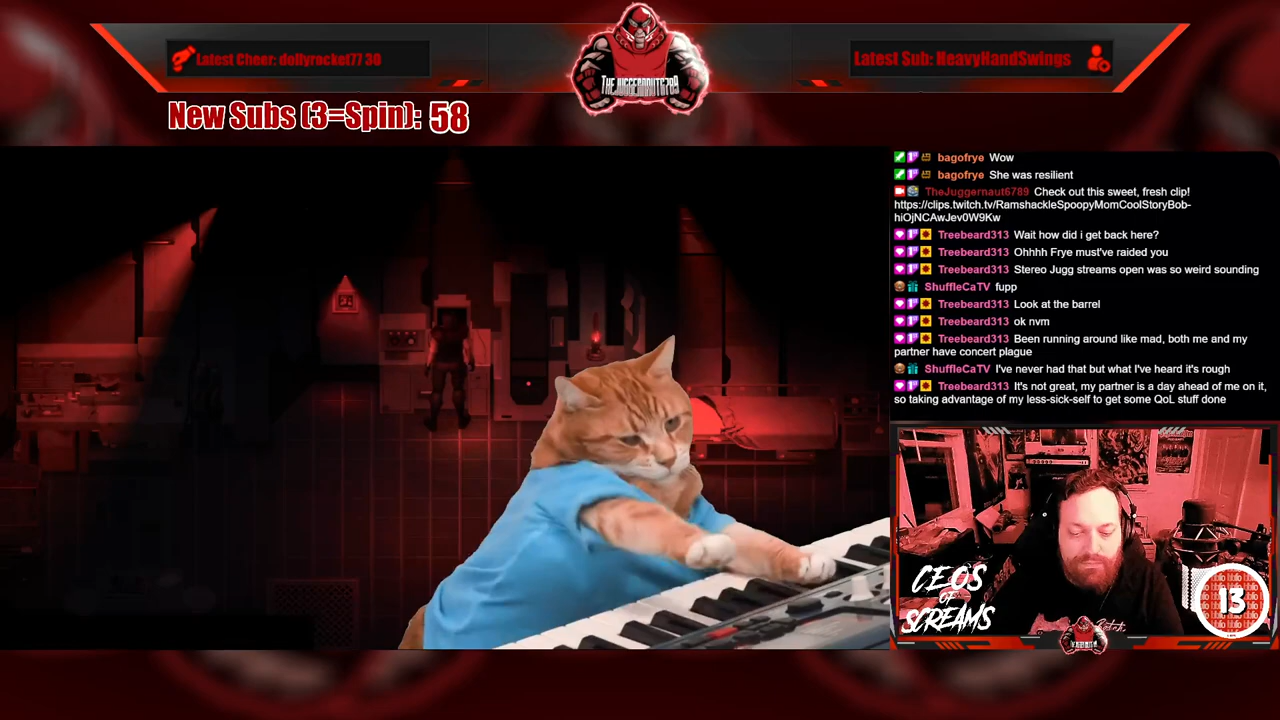 Latest Cheer: dollyrocket77 30
THEJUGGERNAUT6789
Latest Sub: HeavyHandSwings
New Subs (3=Spin): 58
bagofrye Wow
bagofrye She was resilient
TheJuggernaut6789 Check out this sweet, fresh clip!
https://clips.twitch.tv/RamshackleSpoopyMomCoolStoryBob-
hiOjNCAwJev0W9Kw
Treebeard313 Wait how did i get back here?
Treebeard313 Ohhhh Frye must've raided you
Treebeard313 Stereo Jugg streams open was so weird sounding
ShuffleCaTV fupp
Treebeard313 Look at the barrel
Treebeard313 ok nvm
Treebeard313 Been running around like mad, both me and my
partner have concert plague
ShuffleCaTV I've never had that but what I've heard it's rough
Treebeard313 It's not great, my partner is a day ahead of me on it,
so taking advantage of my less-sick-self to get some QoL stuff done
CEOS
OF
SCREAMS
13